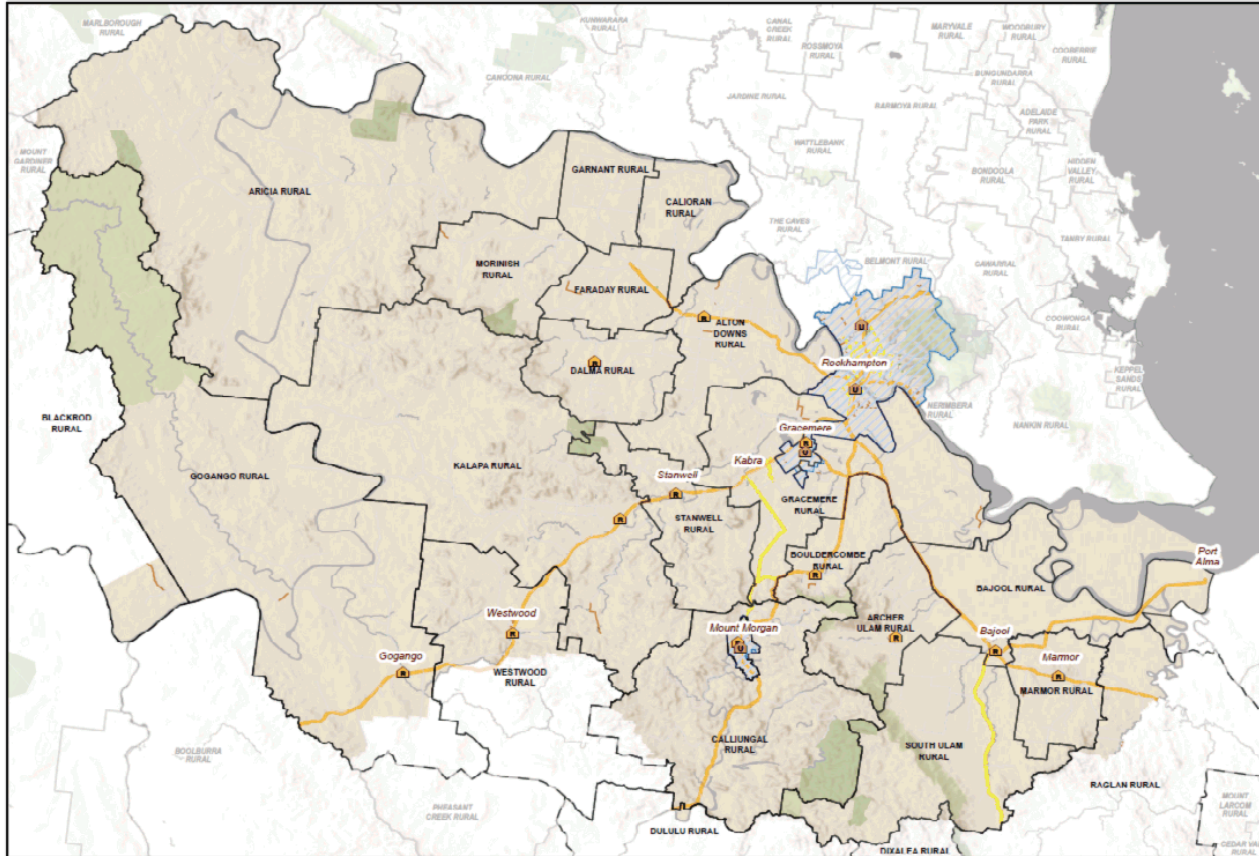 MARLBOROUGH
RURAL
KUNWARARA
RURAL
CANAL
CREEK
RURAL
ROSSMOYA
RURAL
MARYVALE
RURAL
WOODBURY
RURAL
COOBERRIE
RURAL
CANOONA RURAL
BUNGUNDARRA
RURAL
JARDINE RURAL
BARMOYA RURAL
ADELAIDE
PARK
RURAL
MOUNT
GARDINER
RURAL
WATTLEBANK
RURAL
HIDDEN
VALLEY
RURAL
GARNANT RURAL
BONDOOLA
RURAL
ARICIA RURAL
CALIORAN
RURAL
THE CAVES
RURAL
TANBY RURAL
MORINISH
RURAL
BELMONT RURAL
CAWARRAL
RURAL
FARADAY RURAL
COOWONGA
RURAL
ALTON
DOWNS
RURAL
R
U
Rockhampton
DALMA RURAL
R
KEPPEL
SANDS
RURAL
U
NERIMBERA
RURAL
BLACKROD
RURAL
NANKIN RURAL
Gracemere
R
U
Kabra
KALAPA RURAL
GOGANGO RURAL
Stanwell
R
GRACEMERE
RURAL
STANWELL
RURAL
R
Port
Alma
BOULDERCOMBE
RURAL
R
BAJOOL RURAL
Westwood
R
Mount Morgan
U
ARCHER
ULAM RURAL
R
Bajool
R
Gogango
R
WESTWOOD
RURAL
Marmor
R
MARMOR RURAL
CALLIUNGAL
RURAL
SOUTH ULAM
RURAL
BOOLBURRA
RURAL
RAGLAN RURAL
PHEASANT
CREEK RURAL
MOUNT
LARCOM
RURAL
DULULU RURAL
DIXALEA RURAL
RURAL